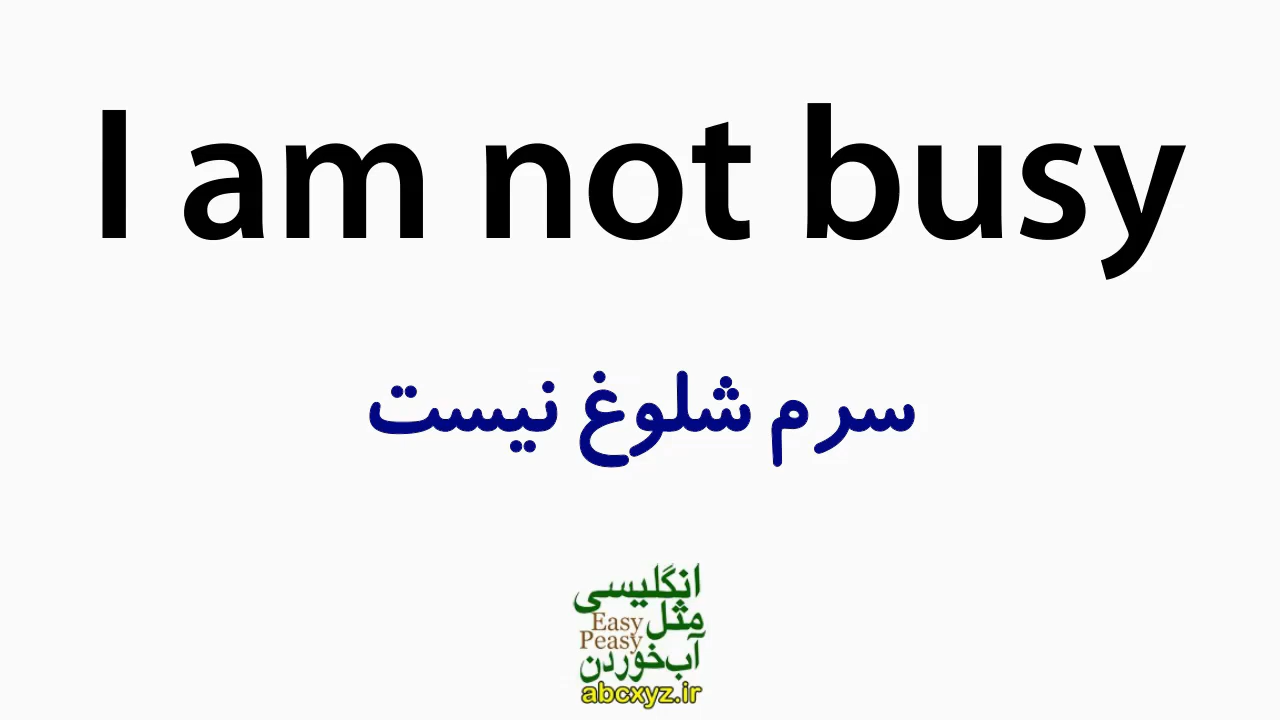 I am not busy
سرم شلوغ نیست
انگلیسی
مثل Easy
Peasy
آب خوردن
abcxyz.ir